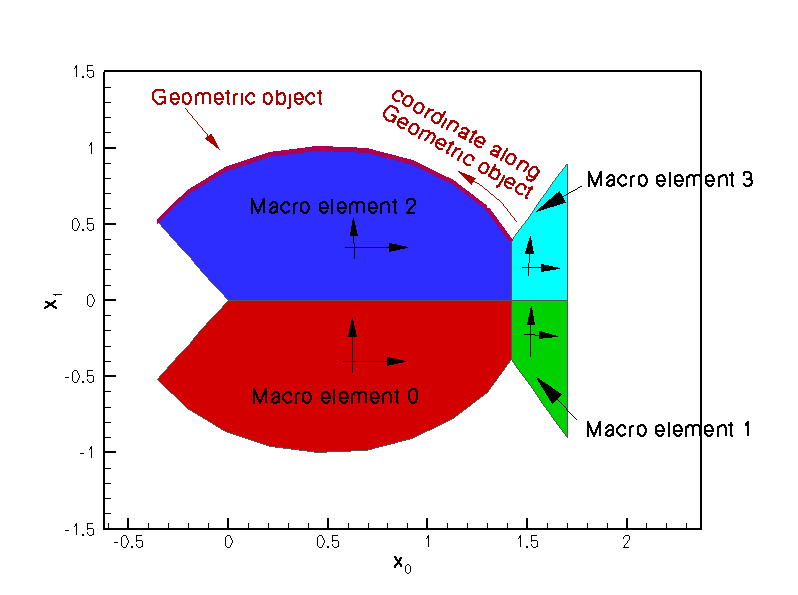 1.5
Geometric object
coordinate along
Geometric object
1
Macro element 3
Macro element 2
0.5
x₁
0
-0.5
Macro element 0
Macro element 1
-1
-1.5
-0.5
0
0.5
1
1.5
2
x₀